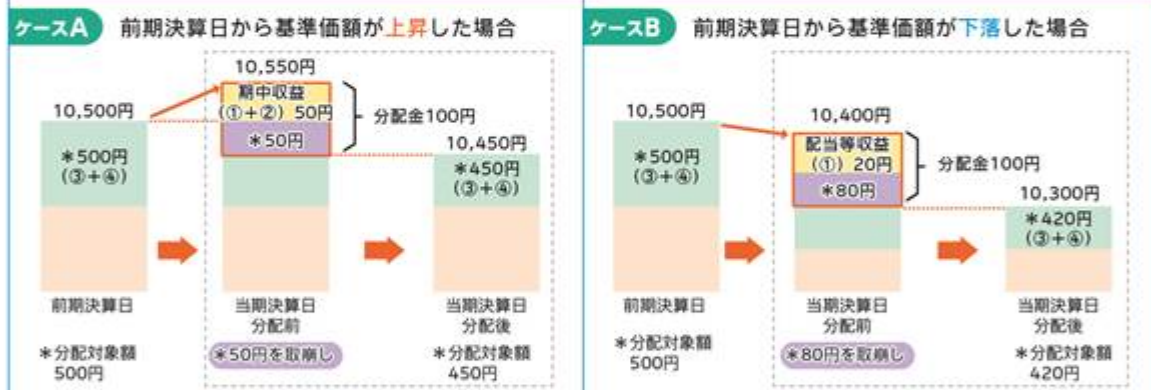 ケースA 前期決算日から基準価額が上昇した場合
10,550円
期中収益
(①+②) 50円
*50円
10,500円
*500円
(③+④)
分配金100円
10,450円
*450円
(③+④)
前期決算日
当期決算日
分配前
当期決算日
分配後
*分配対象額
500円
*50円を取崩し
*分配対象額
450円
ケースB 前期決算日から基準価額が下落した場合
10,500円
*500円
(③+④)
10,400円
配当等収益
(①) 20円
*80円
分配金100円
10,300円
*420円
(③+④)
前期決算日
当期決算日
分配前
当期決算日
分配後
*分配対象額
500円
*80円を取崩し
*分配対象額
420円